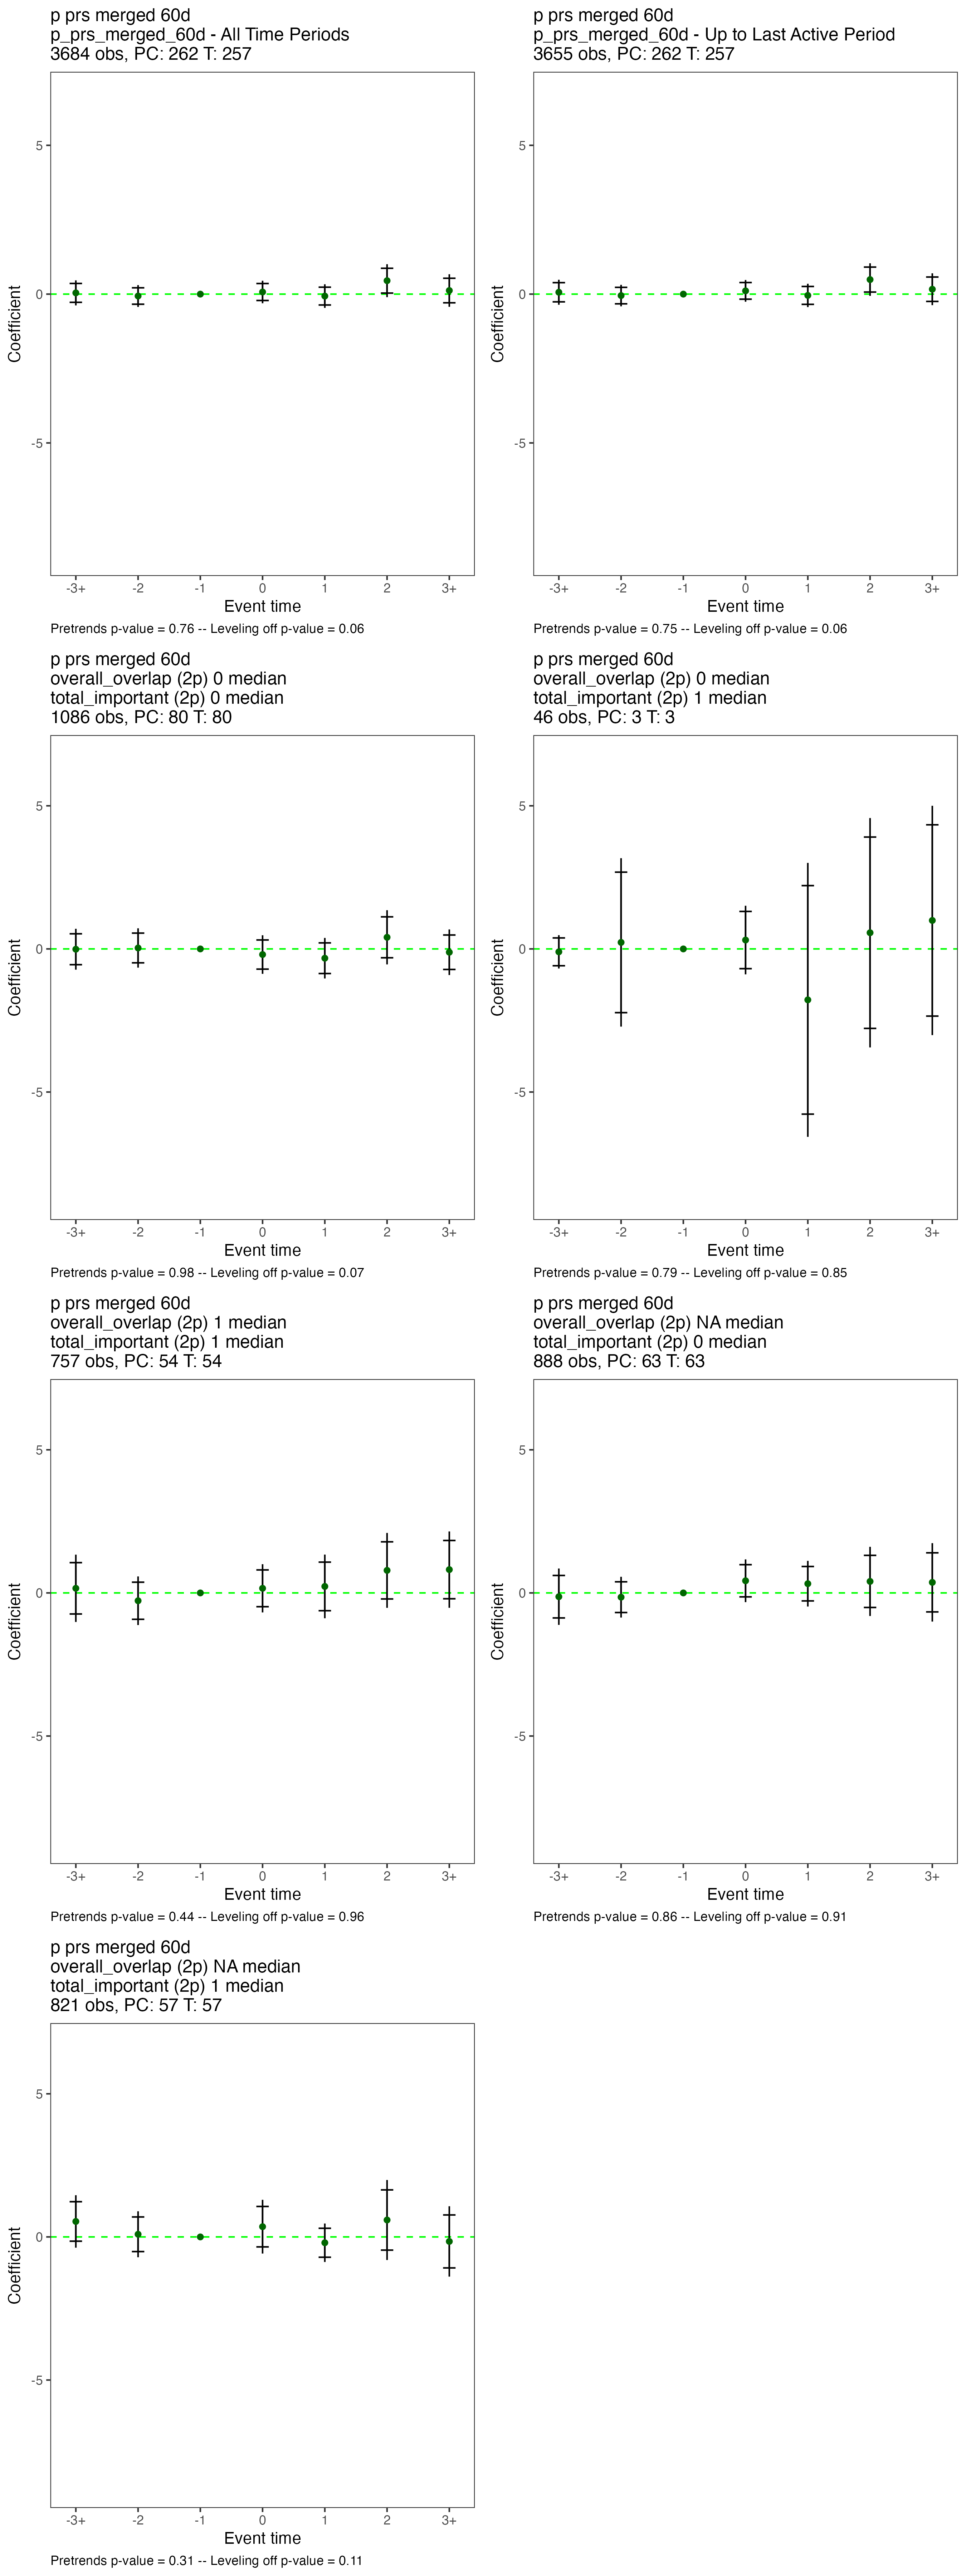 p prs merged 60d
p_prs_merged_60d - All Time Periods
3684 obs, PC: 262 T: 257
5
0
-5
Coefficient
-3+ -2 -1 0 1 2 3+
Event time
Pretrends p-value = 0.76 -- Leveling off p-value = 0.06
p prs merged 60d
p_prs_merged_60d - Up to Last Active Period
3655 obs, PC: 262 T: 257
5
0
-5
Coefficient
-3+ -2 -1 0 1 2 3+
Event time
Pretrends p-value = 0.75 -- Leveling off p-value = 0.06
p prs merged 60d
overall_overlap (2p) 0 median
total_important (2p) 0 median
1086 obs, PC: 80 T: 80
5
0
-5
Coefficient
-3+ -2 -1 0 1 2 3+
Event time
Pretrends p-value = 0.98 -- Leveling off p-value = 0.07
p prs merged 60d
overall_overlap (2p) 0 median
total_important (2p) 1 median
46 obs, PC: 3 T: 3
5
0
-5
Coefficient
-3+ -2 -1 0 1 2 3+
Event time
Pretrends p-value = 0.79 -- Leveling off p-value = 0.85
p prs merged 60d
overall_overlap (2p) 1 median
total_important (2p) 1 median
757 obs, PC: 54 T: 54
5
0
-5
Coefficient
-3+ -2 -1 0 1 2 3+
Event time
Pretrends p-value = 0.44 -- Leveling off p-value = 0.96
p prs merged 60d
overall_overlap (2p) NA median
total_important (2p) 0 median
888 obs, PC: 63 T: 63
5
0
-5
Coefficient
-3+ -2 -1 0 1 2 3+
Event time
Pretrends p-value = 0.86 -- Leveling off p-value = 0.91
p prs merged 60d
overall_overlap (2p) NA median
total_important (2p) 1 median
821 obs, PC: 57 T: 57
5
0
-5
Coefficient
-3+ -2 -1 0 1 2 3+
Event time
Pretrends p-value = 0.31 -- Leveling off p-value = 0.11